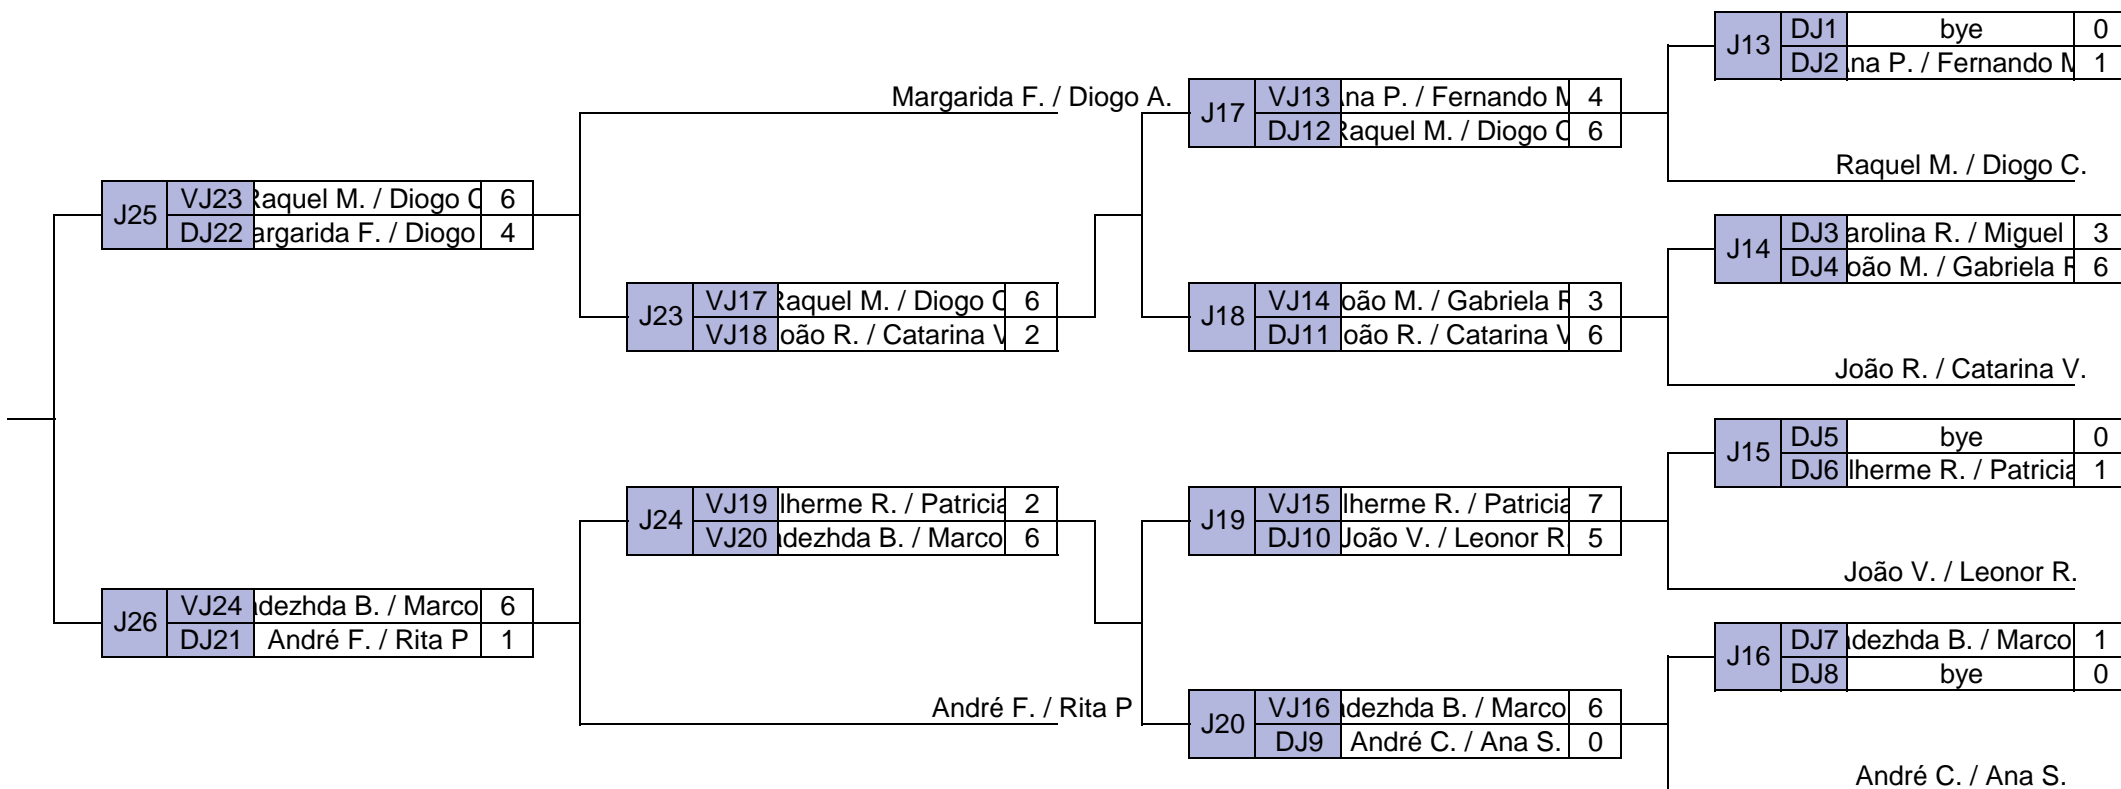 J13 DJ1 bye 0
DJ2 na P. / Fernando M 1
Margarida F. / Diogo A.
J17 VJ13 na P. / Fernando M 4
DJ12 Raquel M. / Diogo C 6
Raquel M. / Diogo C.
J25 VJ23 Raquel M. / Diogo C 6
DJ22 argarida F. / Diogo 4
J14 DJ3 arolina R. / Miguel 3
DJ4 oão M. / Gabriela R 6
J23 VJ17 Raquel M. / Diogo C 6
VJ18 oão R. / Catarina V 2
J18 VJ14 oão M. / Gabriela R 3
DJ11 oão R. / Catarina V 6
João R. / Catarina V.
J15 DJ5 bye 0
DJ6 lherme R. / Patricia 1
J24 VJ19 lherme R. / Patricia 2
VJ20 adezhda B. / Marco 6
J19 VJ15 lherme R. / Patricia 7
DJ10 João V. / Leonor R 5
João V. / Leonor R.
J26 VJ24 adezhda B. / Marco 6
DJ21 André F. / Rita P 1
J16 DJ7 adezhda B. / Marco 1
DJ8 bye 0
André F. / Rita P
J20 VJ16 adezhda B. / Marco 6
DJ9 André C. / Ana S. 0
André C. / Ana S.